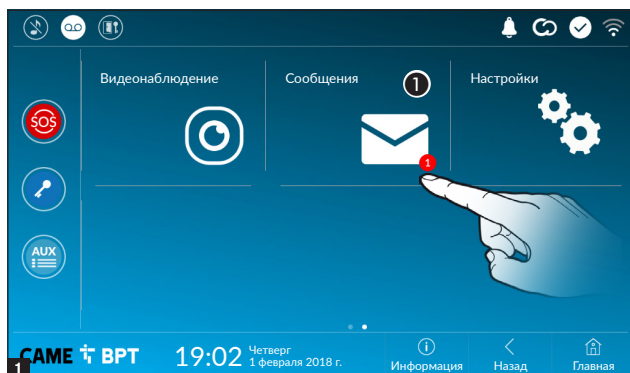 Видеонаблюдение
Сообщения
1
Настройки
SOS
1
AUX
CAME BPT
19:02
Четверг
1 февраля 2018 г.
Информация
Назад
Главная
1